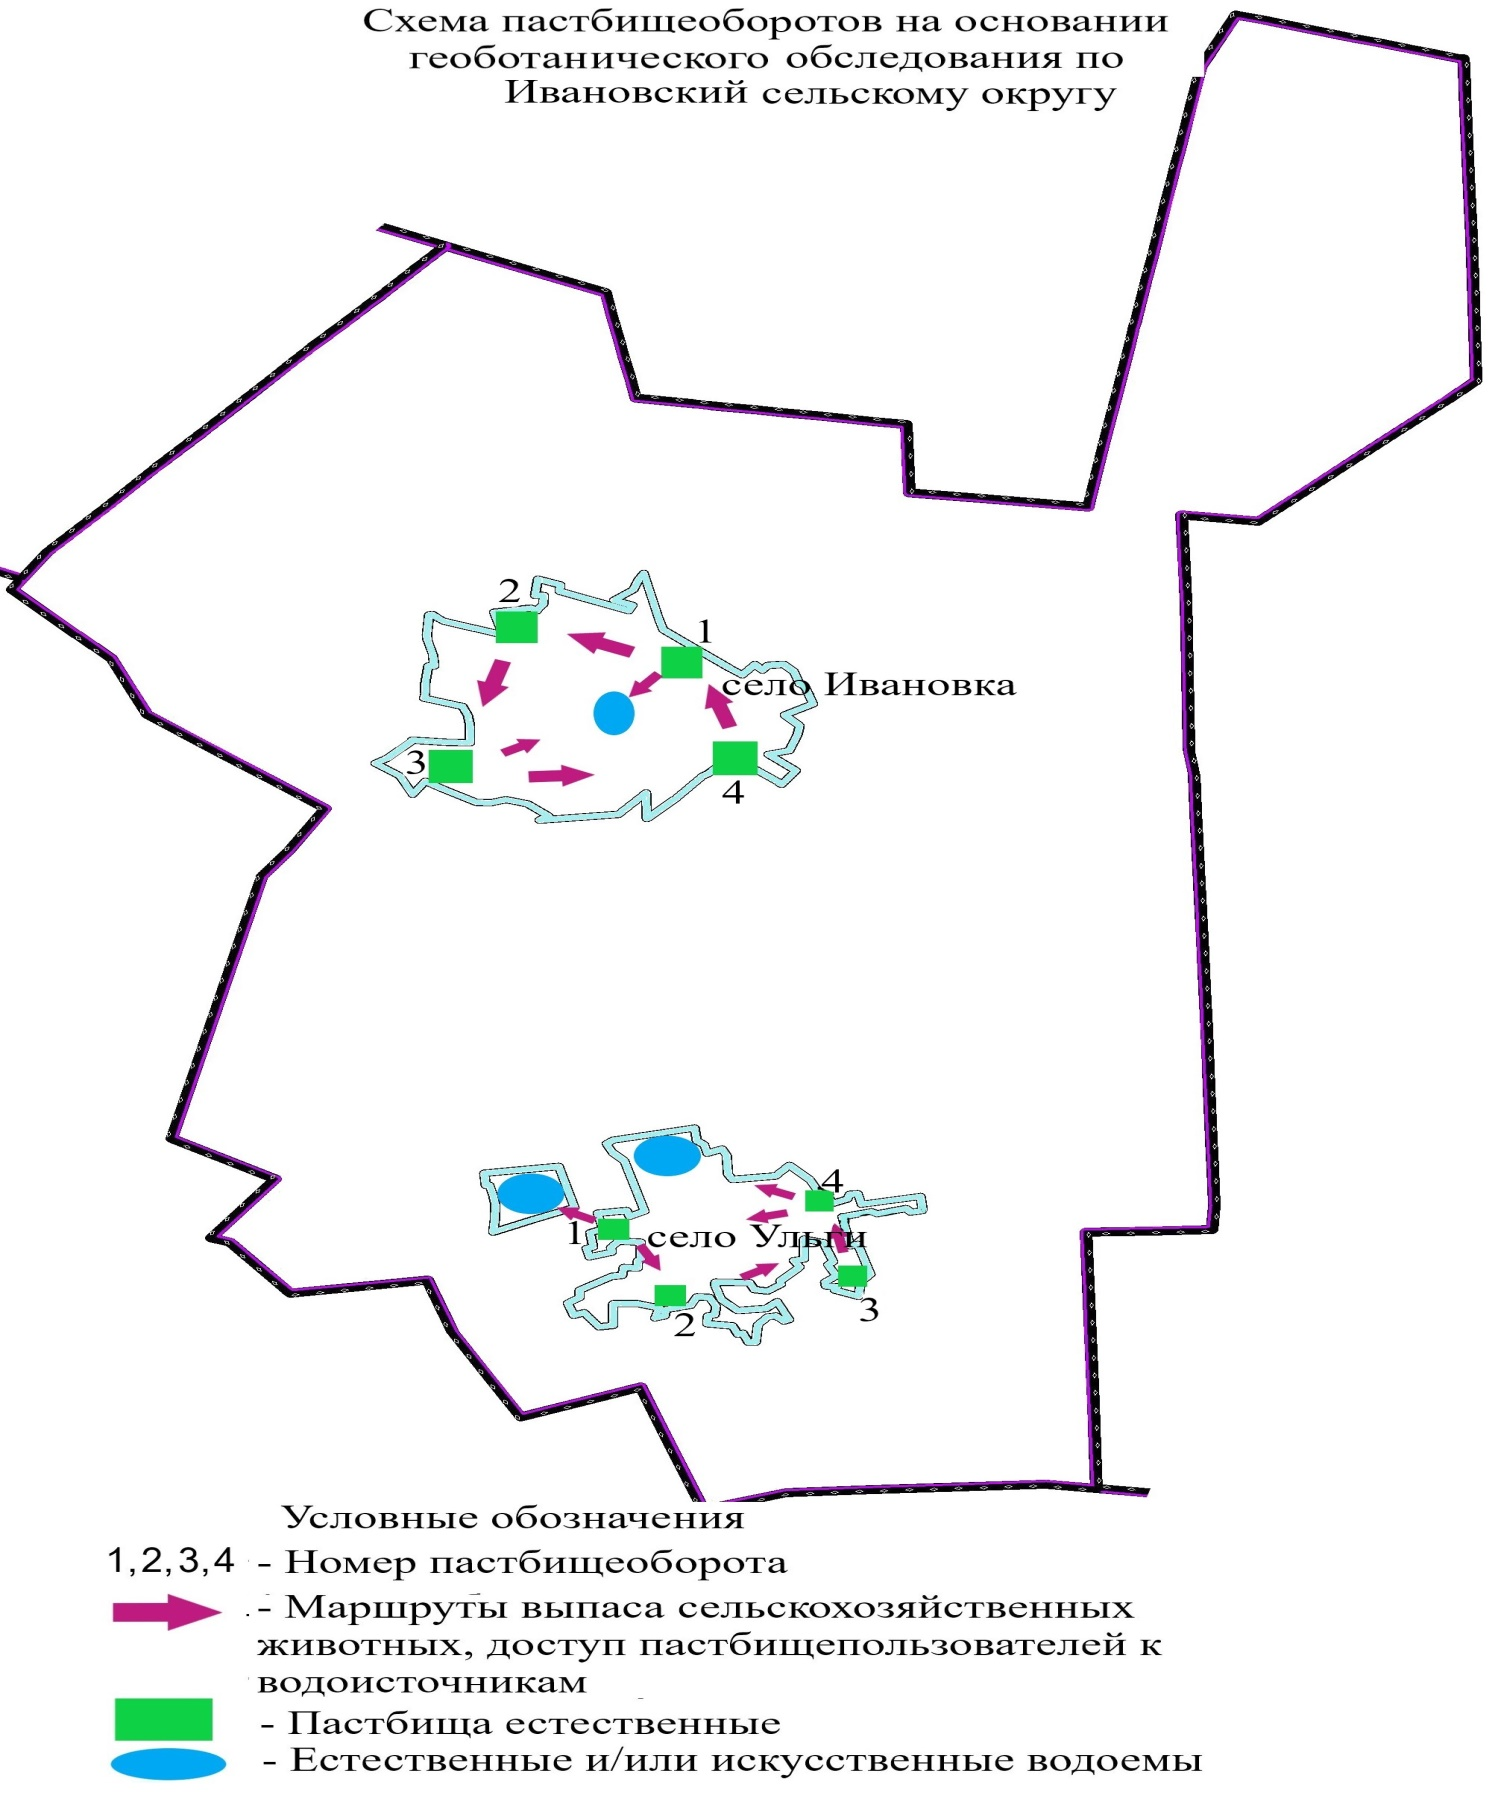 Схема пастбищеоборотов на основании
геоботанического обследования по
Ивановский сельскому округу
2
1
село Ивановка
3
4
4
1
село Ульги
3
2
Условные обозначения
1,2,3,4 - Номер пастбищеоборота
- Маршруты выпаса сельскохозяйственных
животных, доступ пастбищепользователей к
водоисточникам
- Пастбища естественные
- Естественные и/или искусственные водоемы